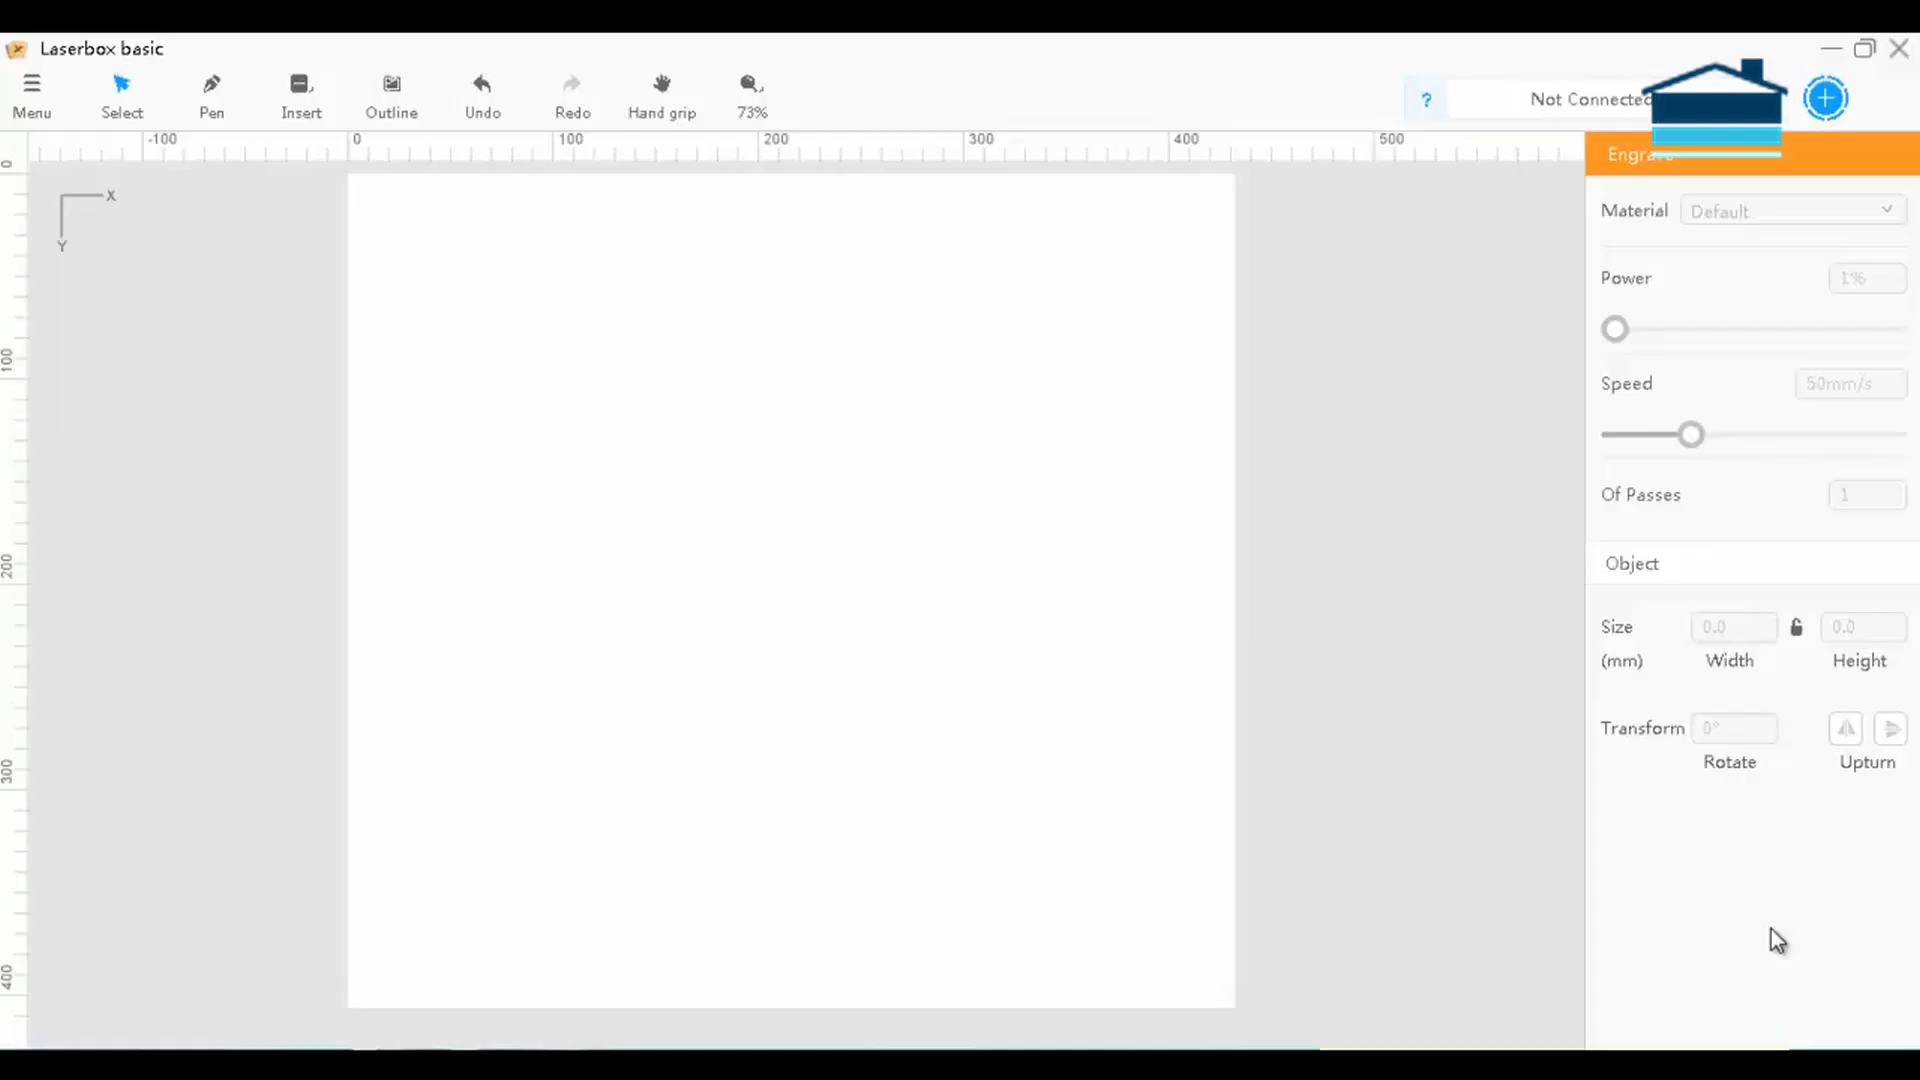 Laserbox basic
Menu
Select
Pen
Insert
Outline
Undo
Redo
Hand grip
73%
?
Not Connected
-100
0
100
200
300
400
500
0
100
200
300
400
X
Y
Engrave
Material
Default
Power
1%
Speed
50mm/s
Of Passes
1
Object
Size
0.0
0.0
(mm)
Width
Height
Transform
0°
Rotate
Upturn